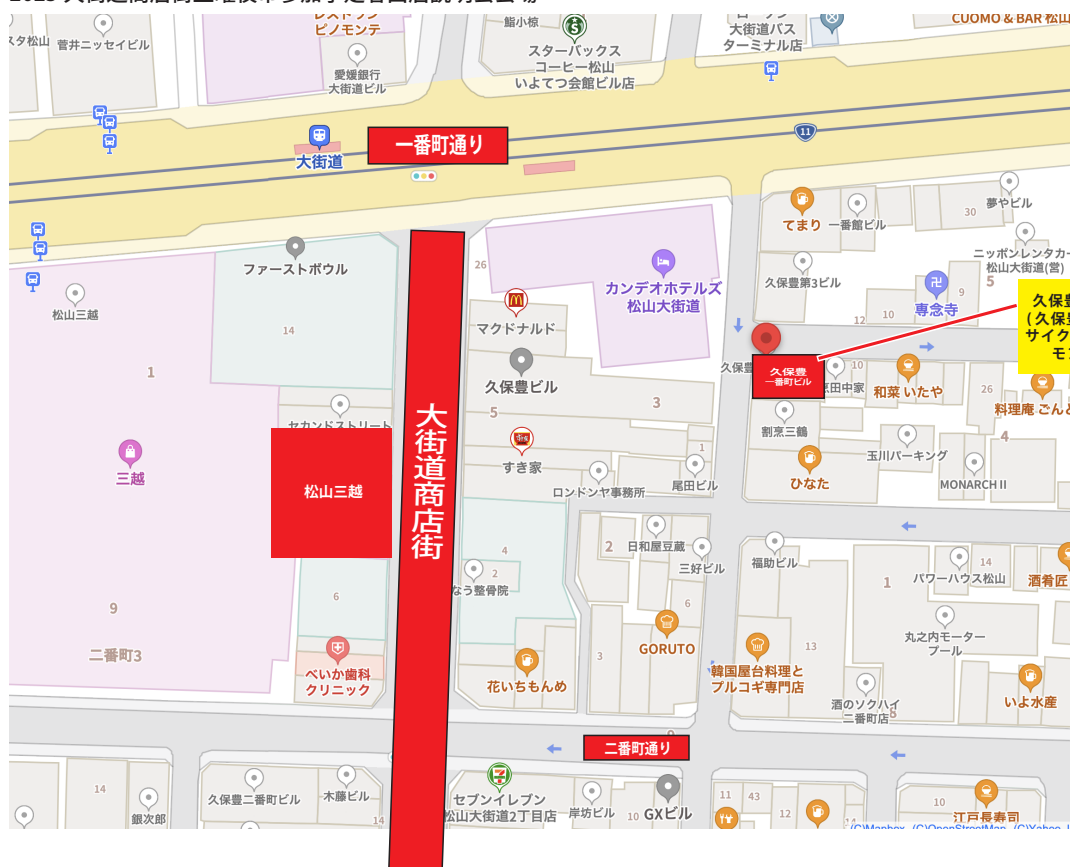 レストラン
ピノモンテ
鮨小椋
CUOMO & BAR 松山
大街道バス
ターミナル店
スタ松山
菅井ニッセイビル
スターバックス
コーヒー松山
いよてつ会館ビル店
愛媛銀行
大街道ビル
11
一番町通り
大街道
夢やビル
30
てまり
一番館ビル
ニッポンレンタカー
松山大街道(営)
5
ファーストボウル
26
カンデオホテルズ
松山大街道
久保豊第3ビル
専念寺
9
10
12
松山三越
14
マクドナルド
久保豊
一番町ビル
10
和菜 いたや
26
料理庵
1
久保豊ビル
5
3
セカンドストリート
割烹三鶴
4
大街道商店街
三越
すき家
1
ロンドンヤ事務所
尾田ビル
ひなた
玉川パーキング
MONARCHⅡ
松山三越
2
日和屋豆蔵
三好ビル
福助ビル
4
2
なう整骨院
1
14
パワーハウス松山
酒肴匠
9
6
6
丸之内モーター
プール
二番町3
べいか歯科
クリニック
花いちもんめ
3
GORUTO
13
韓国屋台料理と
プルコギ専門店
酒のソクハイ
二番町店
いよ水産
二番町通り
14
銀次郎
久保豊二番町ビル
木藤ビル
14
セブンイレブン
松山大街道2丁目店
岸坊ビル
10
GXビル
11
43
12
10
江戸長寿司